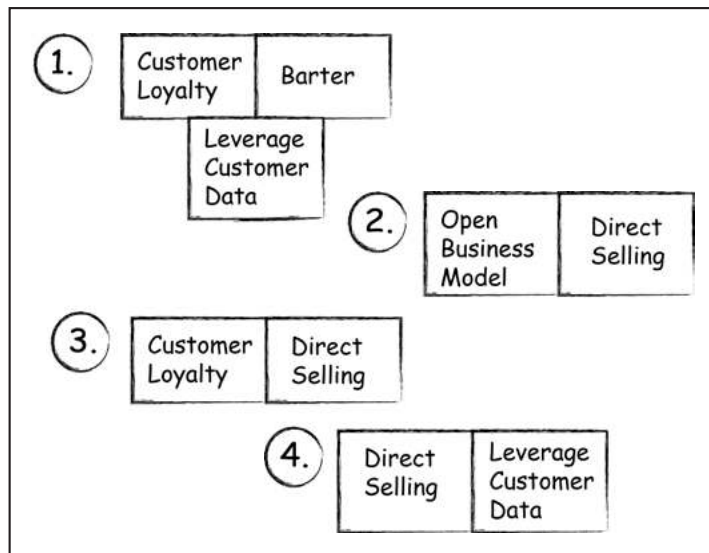 1.
Customer
Loyalty
Barter
Leverage
Customer
Data
2.
Open
Business
Model
Direct
Selling
3.
Customer
Loyalty
Direct
Selling
4.
Direct
Selling
Leverage
Customer
Data